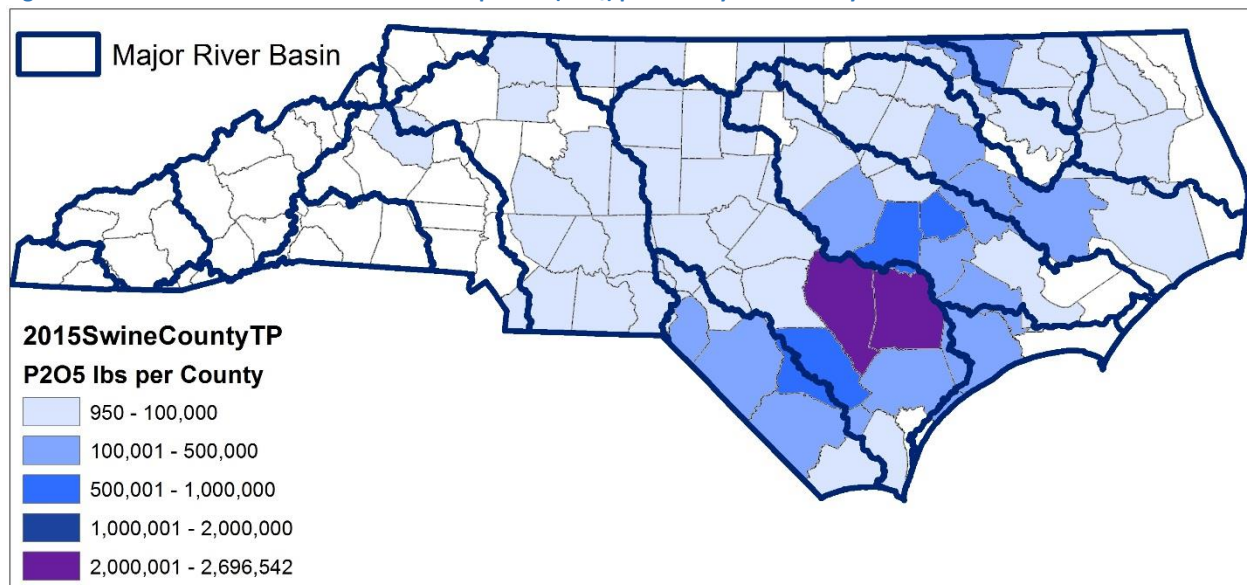 Major River Basin
2015SwineCountyTP
P2O5 lbs per County
950 - 100,000
100,001 - 500,000
500,001 - 1,000,000
1,000,001 - 2,000,000
2,000,001 - 2,696,542